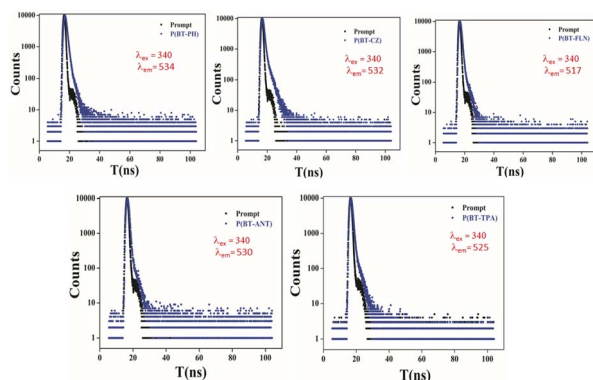 10000
1000
100
10
1
Counts
0 20 40 60 80 100
T(ns)
Prompt
P(BT-PH)
λex = 340
λem = 534
10000
1000
100
10
1
Counts
0 20 40 60 80 100
T(ns)
Prompt
P(BT-CZ)
λex = 340
λem = 532
10000
1000
100
10
1
Counts
0 20 40 60 80 100
T(ns)
Prompt
P(BT-FLN)
λex = 340
λem = 517
10000
1000
100
10
1
Counts
0 20 40 60 80 100
T(ns)
Prompt
P(BT-ANT)
λex = 340
λem = 530
10000
1000
100
10
1
Counts
0 20 40 60 80 100
T(ns)
Prompt
P(BT-TPA)
λex = 340
λem = 525